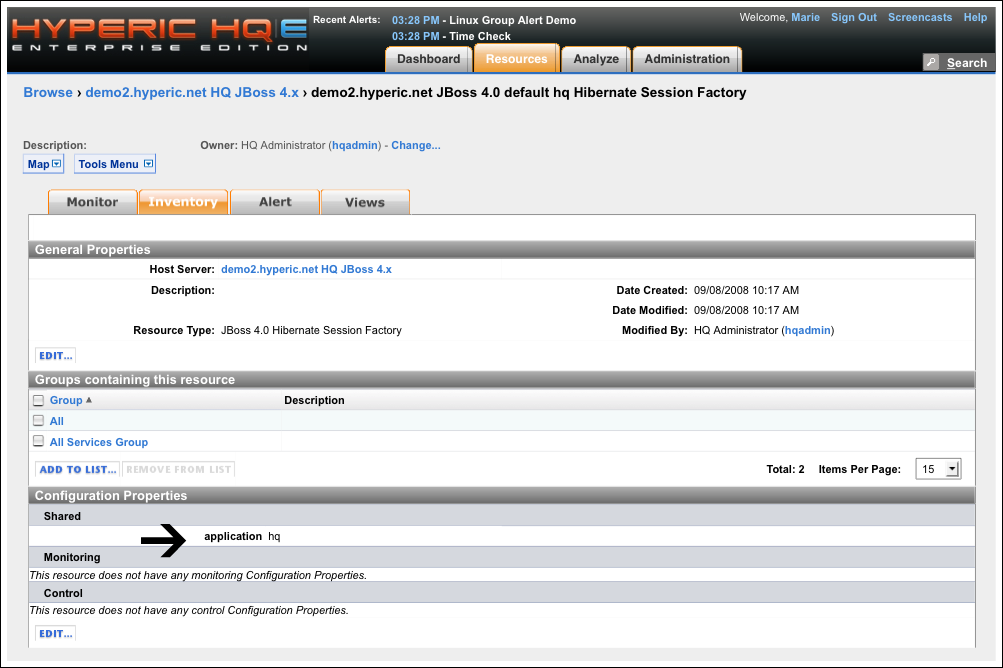 HYPERIC HQ|E
ENTERPRISE EDITION
Recent Alerts: 03:28 PM - Linux Group Alert Demo
03:28 PM - Time Check
Welcome, Marie Sign Out Screencasts Help
Dashboard Resources Analyze Administration
Search
Browse › demo2.hyperic.net HQ JBoss 4.x › demo2.hyperic.net JBoss 4.0 default hq Hibernate Session Factory
Description: Owner: HQ Administrator (hqadmin) - Change...
Map Tools Menu
Monitor Inventory Alert Views
General Properties
Host Server: demo2.hyperic.net HQ JBoss 4.x
Description: Date Created: 09/08/2008 10:17 AM
Date Modified: 09/08/2008 10:17 AM
Resource Type: JBoss 4.0 Hibernate Session Factory Modified By: HQ Administrator (hqadmin)
EDIT...
Groups containing this resource
Group Description
All
All Services Group
ADD TO LIST... REMOVE FROM LIST Total: 2 Items Per Page: 15
Configuration Properties
Shared
application hq
Monitoring
This resource does not have any monitoring Configuration Properties.
Control
This resource does not have any control Configuration Properties.
EDIT...